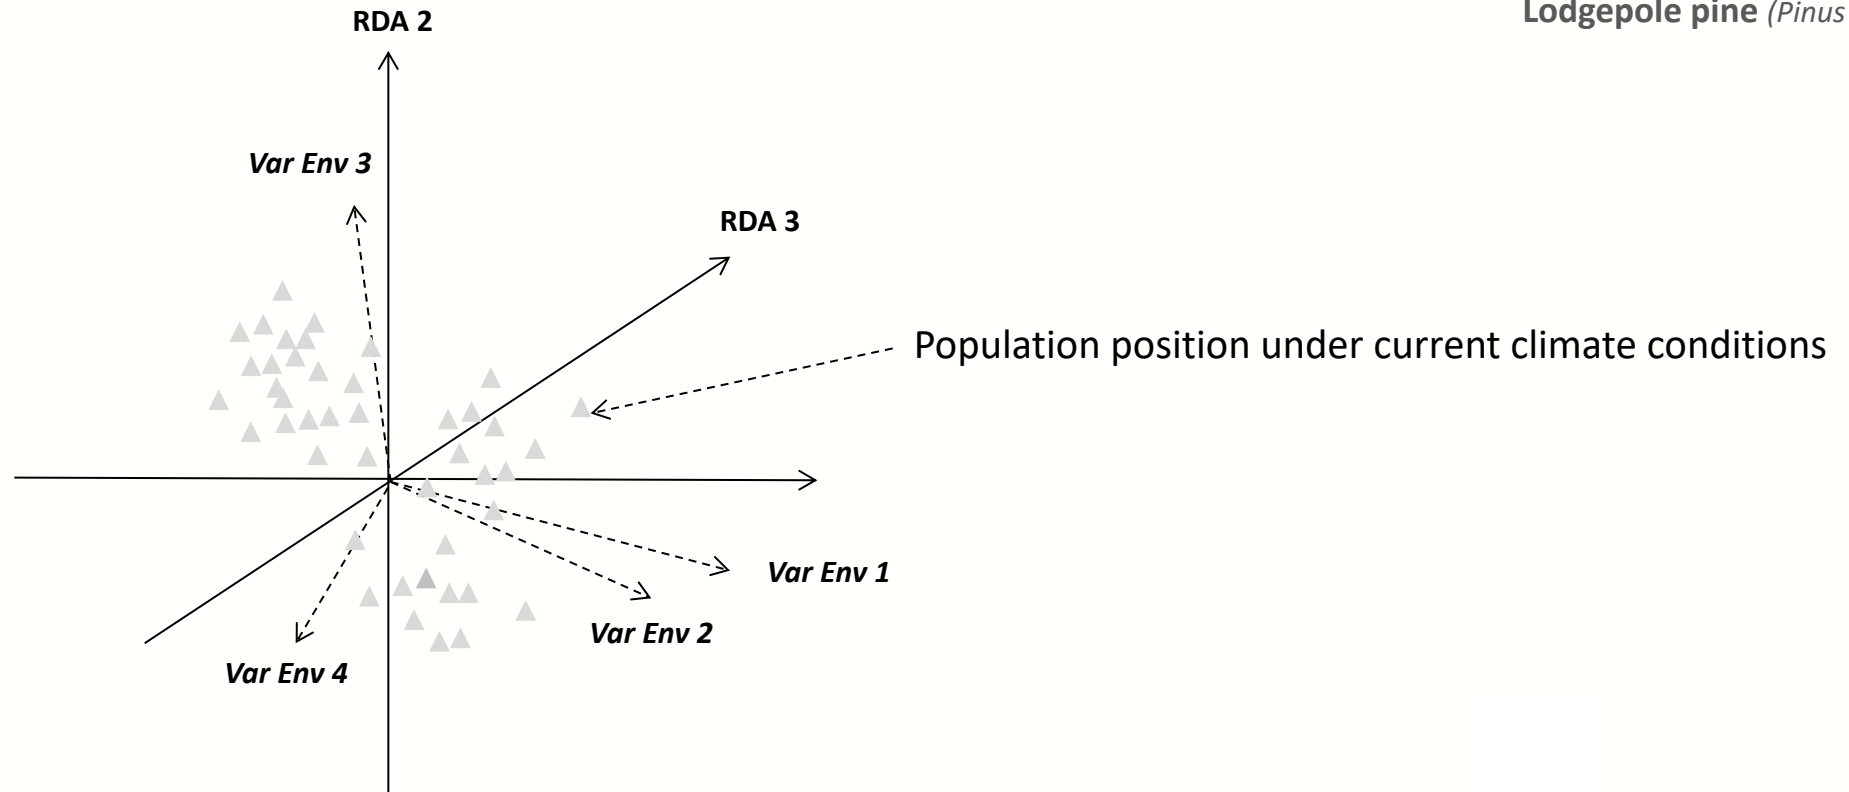 RDA 2
Lodgepole pine (Pinus
Var Env 3
RDA 3
Population position under current climate conditions
Var Env 1
Var Env 2
Var Env 4